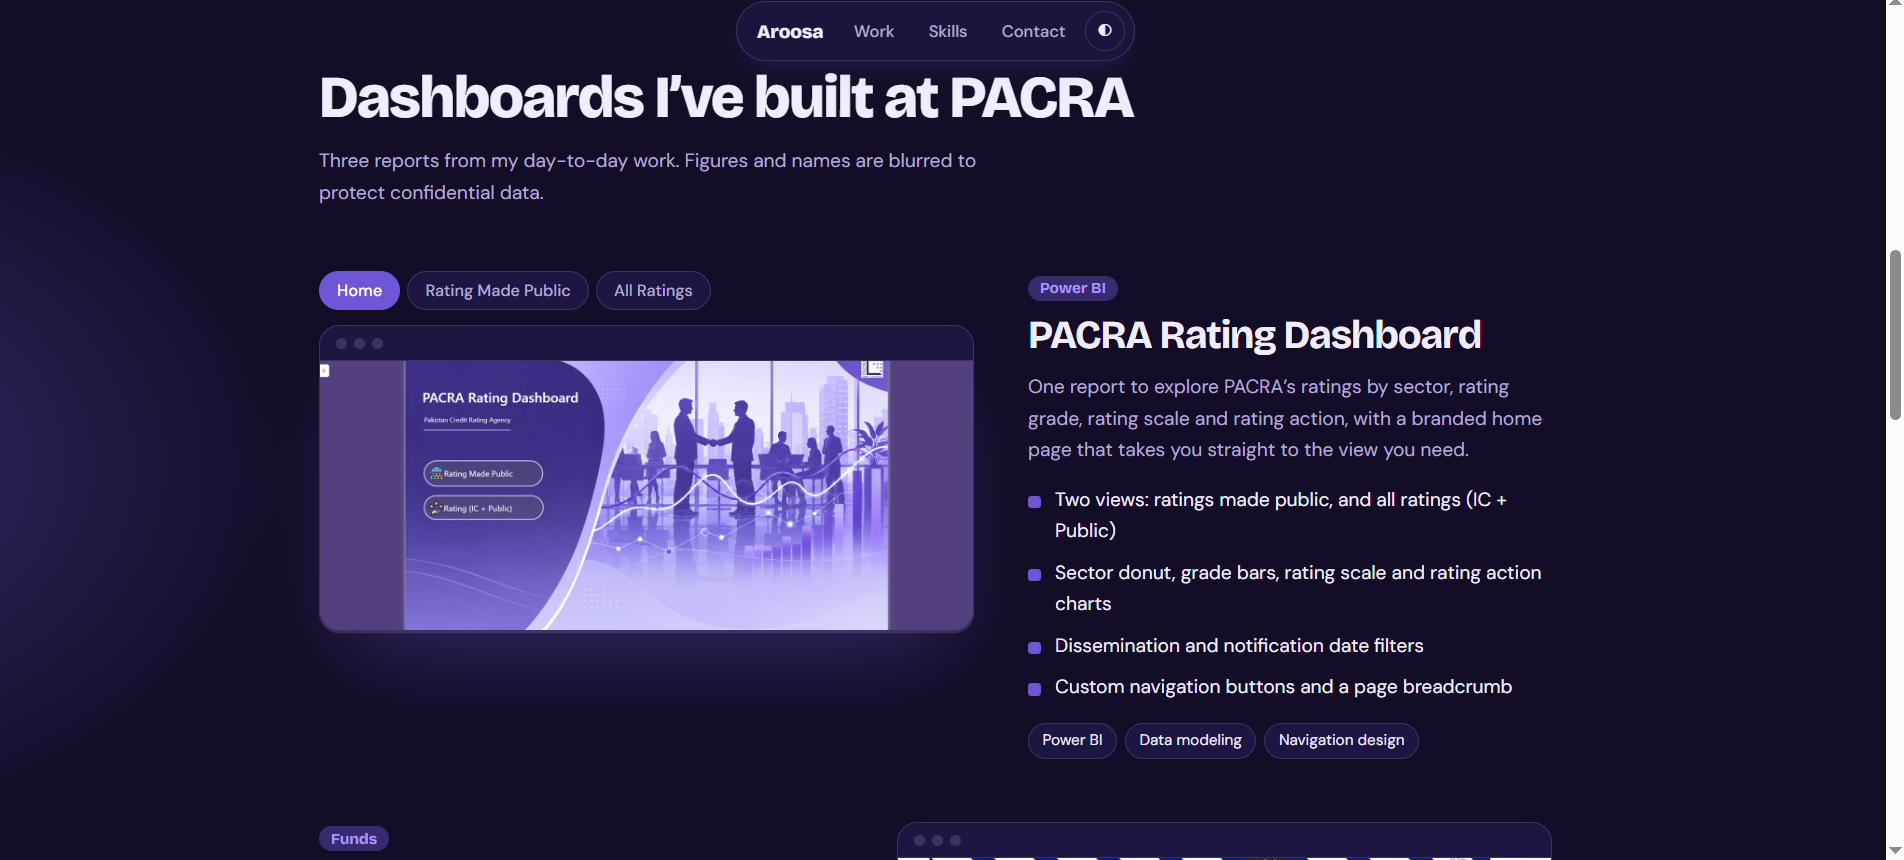 Aroosa
Work
Skills
Contact
Dashboards I’ve built at PACRA
Three reports from my day-to-day work. Figures and names are blurred to
protect confidential data.
Home
Rating Made Public
All Ratings
PACRA Rating Dashboard
Pakistan Credit Rating Agency
Rating Made Public
Rating (IC + Public)
Power BI
PACRA Rating Dashboard
One report to explore PACRA’s ratings by sector, rating
grade, rating scale and rating action, with a branded home
page that takes you straight to the view you need.
Two views: ratings made public, and all ratings (IC +
Public)
Sector donut, grade bars, rating scale and rating action
charts
Dissemination and notification date filters
Custom navigation buttons and a page breadcrumb
Power BI
Data modeling
Navigation design
Funds